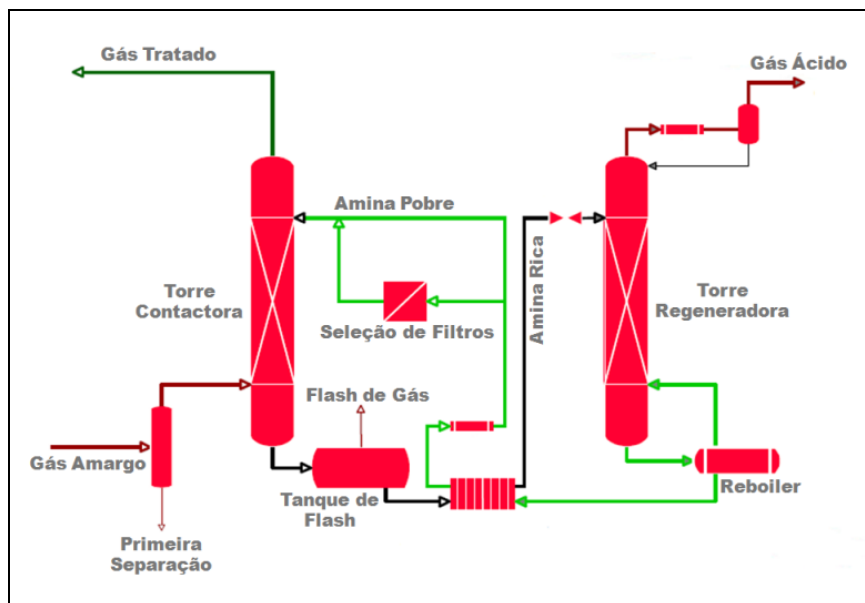 Gás Tratado
Gás Ácido
Amina Pobre
Torre
Contactora
Seleção de Filtros
Amina Rica
Torre
Regeneradora
Flash de Gás
Gás Amargo
Tanque de
Flash
Reboiler
Primeira
Separação